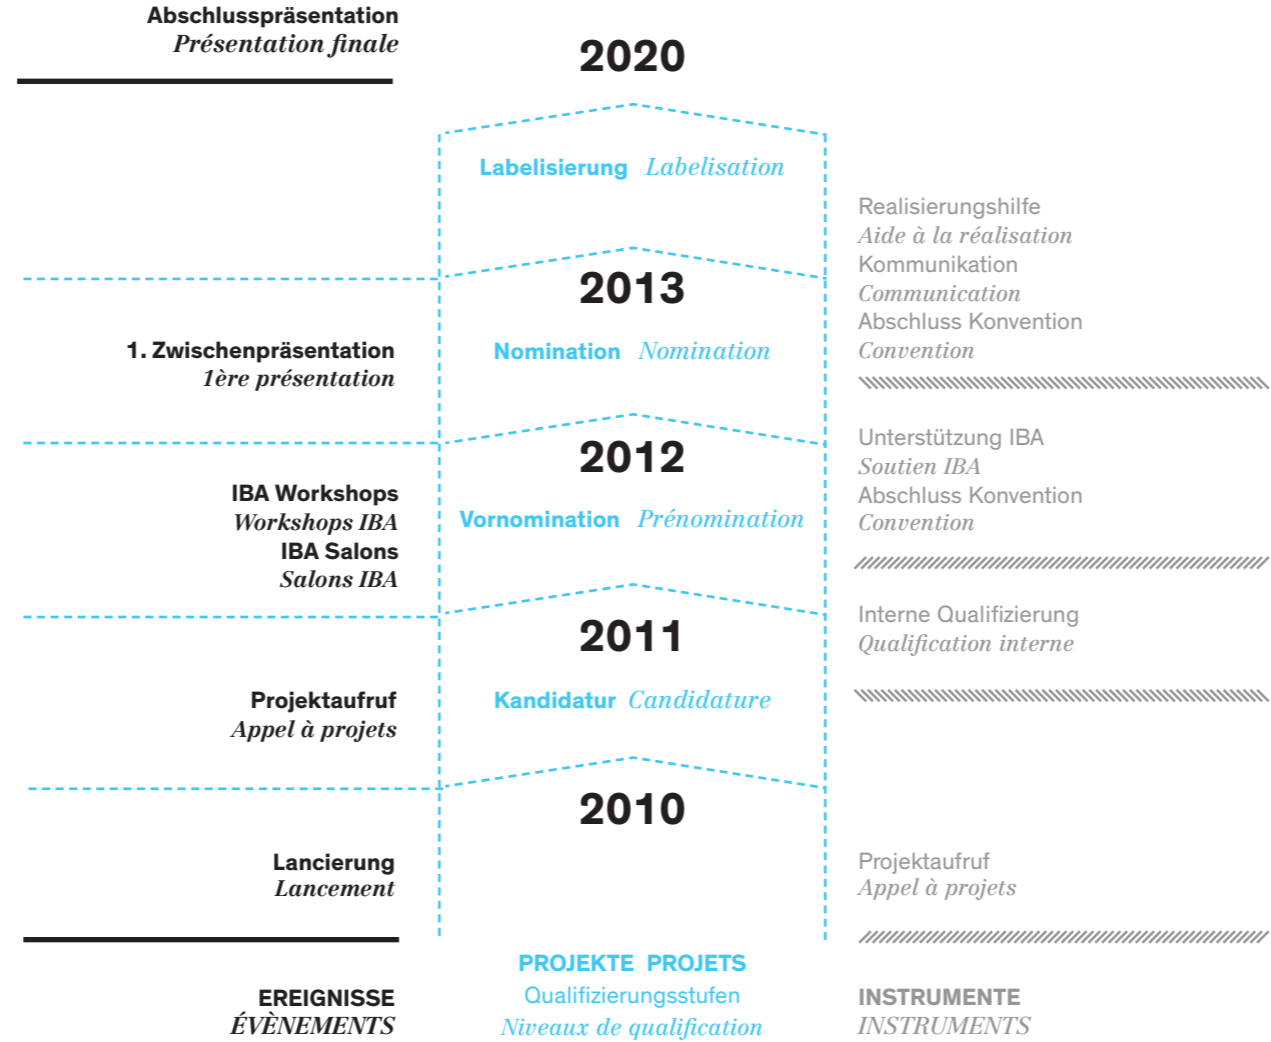 Abschlusspräsentation
Présentation finale
2020
Labelisierung Labelisation
Realisierungshilfe
Aide à la réalisation
Kommunikation
Communication
Abschluss Konvention
Convention
2013
1. Zwischenpräsentation
1ère présentation
Nomination Nomination
2012
Unterstützung IBA
Soutien IBA
Abschluss Konvention
Convention
IBA Workshops
Workshops IBA
IBA Salons
Salons IBA
Vornomination Prénomination
2011
Interne Qualifizierung
Qualification interne
Projektaufruf
Appel à projets
Kandidatur Candidature
2010
Lancierung
Lancement
Projektaufruf
Appel à projets
EREIGNISSE
ÉVÈNEMENTS
PROJEKTE PROJETS
Qualifizierungsstufen
Niveaux de qualification
INSTRUMENTE
INSTRUMENTS